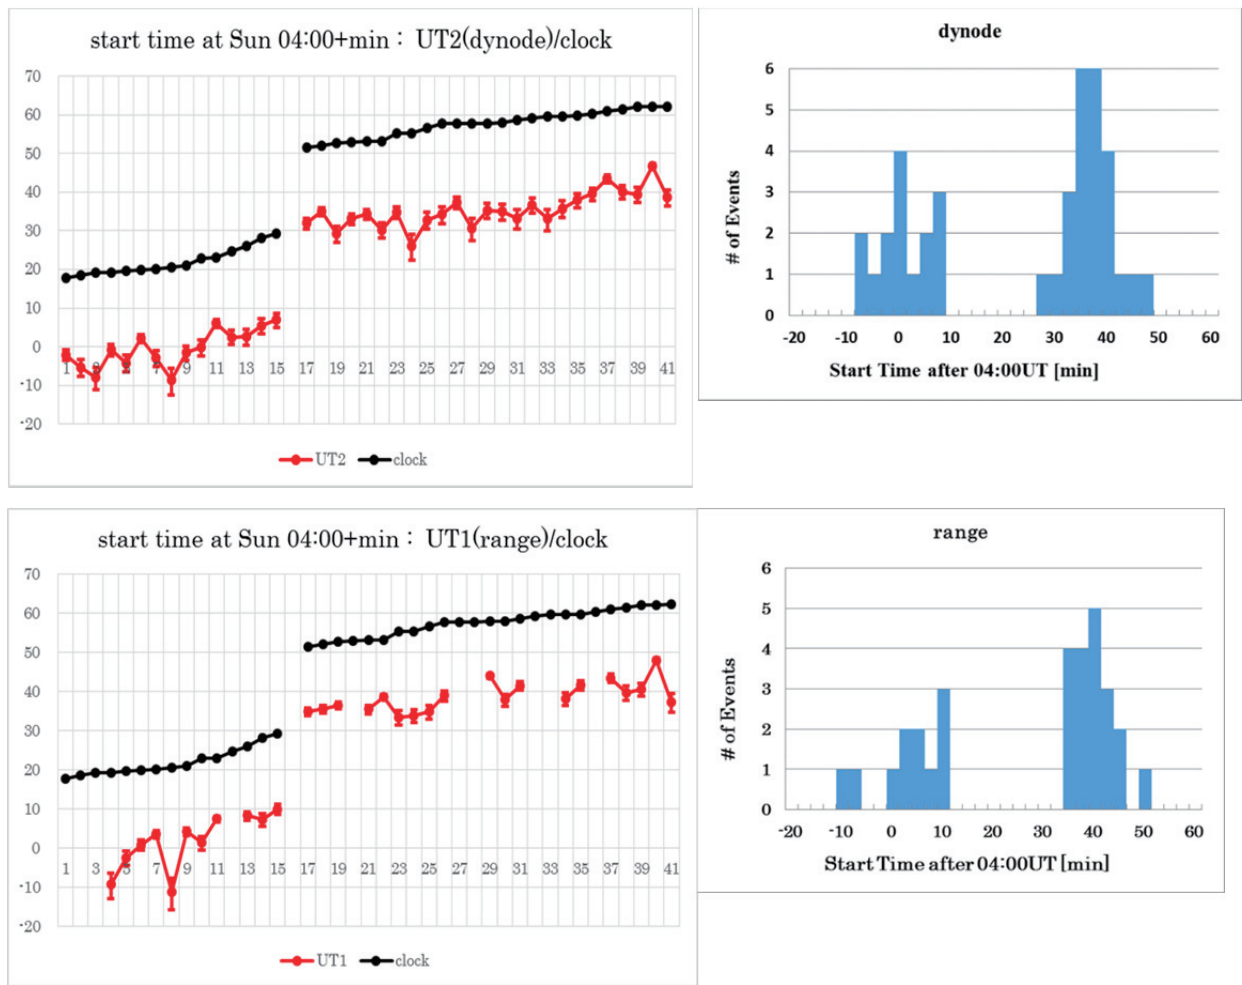 start time at Sun 04:00+min : UT2(dynode)/clock
70
60
50
40
30
20
10
0
-10
-20
1 3 5 7 9 11 13 15 17 19 21 23 25 27 29 31 33 35 37 39 41
UT2 clock
dynode
# of Events
6
5
4
3
2
1
0
-20 -10 0 10 20 30 40 50 60
Start Time after 04:00UT [min]
start time at Sun 04:00+min : UT1(range)/clock
70
60
50
40
30
20
10
0
-10
-20
1 3 5 7 9 11 13 15 17 19 21 23 25 27 29 31 33 35 37 39 41
UT1 clock
range
# of Events
6
5
4
3
2
1
0
-20 -10 0 10 20 30 40 50 60
Start Time after 04:00UT [min]